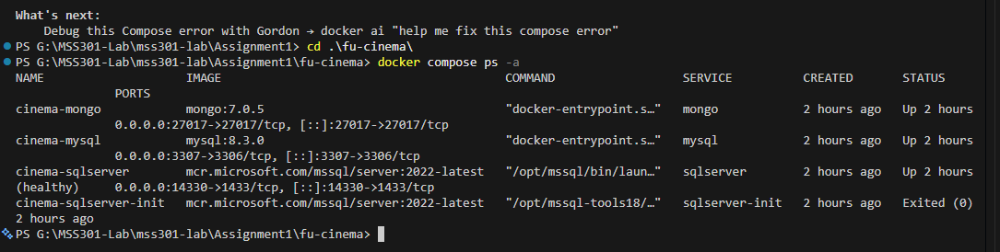 What's next:
    Debug this Compose error with Gordon → docker ai "help me fix this compose error"
PS G:\MSS301-Lab\mss301-lab\Assignment1> cd .\fu-cinema\
PS G:\MSS301-Lab\mss301-lab\Assignment1\fu-cinema> docker compose ps -a
NAME                    IMAGE                                        COMMAND                  SERVICE          CREATED       STATUS
              PORTS
cinema-mongo            mongo:7.0.5                                  "docker-entrypoint.s…"   mongo            2 hours ago   Up 2 hours
              0.0.0.0:27017->27017/tcp, [::]:27017->27017/tcp
cinema-mysql            mysql:8.3.0                                  "docker-entrypoint.s…"   mysql            2 hours ago   Up 2 hours
              0.0.0.0:3307->3306/tcp, [::]:3307->3306/tcp
cinema-sqlserver        mcr.microsoft.com/mssql/server:2022-latest   "/opt/mssql/bin/laun…"   sqlserver        2 hours ago   Up 2 hours
(healthy)     0.0.0.0:14330->1433/tcp, [::]:14330->1433/tcp
cinema-sqlserver-init   mcr.microsoft.com/mssql/server:2022-latest   "/opt/mssql-tools18/…"   sqlserver-init   2 hours ago   Exited (0)
2 hours ago
PS G:\MSS301-Lab\mss301-lab\Assignment1\fu-cinema>